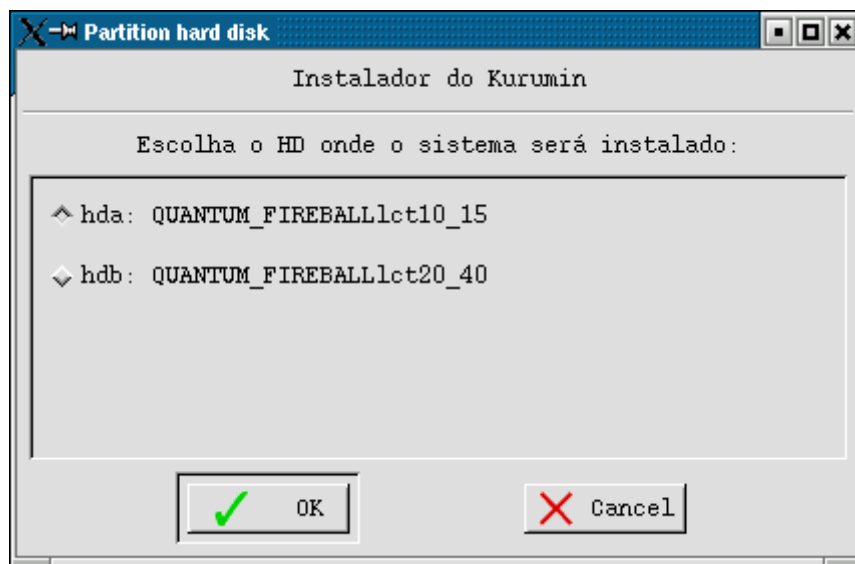 Partition hard disk
Instalador do Kurumin
Escolha o HD onde o sistema será instalado:
hda: QUANTUM_FIREBALLlct10_15
hdb: QUANTUM_FIREBALLlct20_40
OK
Cancel